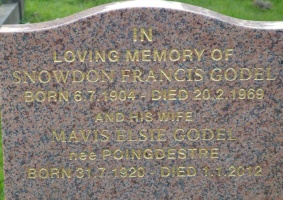 IN
LOVING MEMORY OF
SNOWDON FRANCIS GODEL
BORN 6.7.1904 - DIED 20.2.1969
AND HIS WIFE
MAVIS ELSIE GODEL
nee POINGDESTRE
BORN 31.7.1920 - DIED 1.1.2012